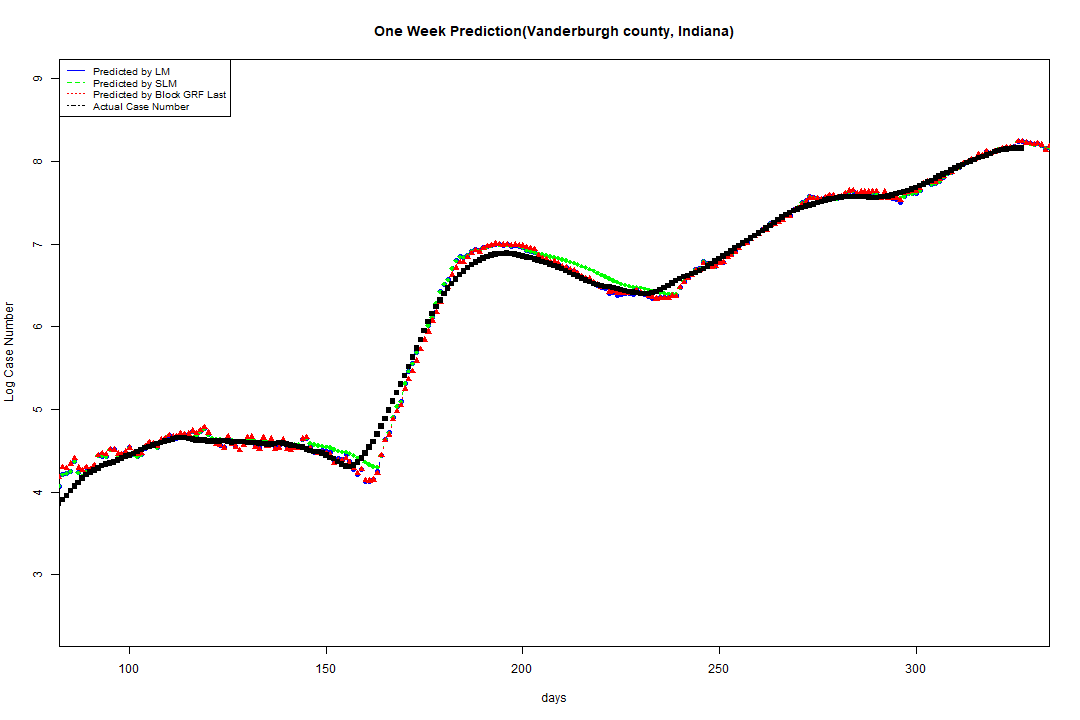 One Week Prediction(Vanderburgh county, Indiana)
Predicted by LM
Predicted by SLM
Predicted by Block GRF Last
Actual Case Number
9
8
7
6
5
4
3
Log Case Number
100 150 200 250 300
days